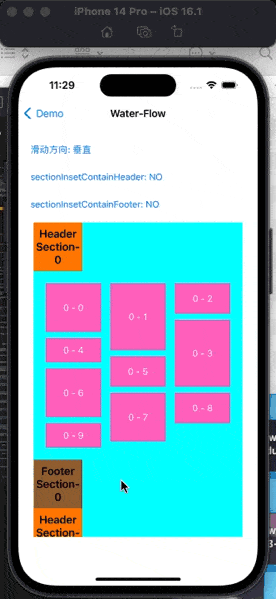 iPhone 14 Pro – iOS 16.1
11:29
Demo
Water-Flow
滑动方向: 垂直
sectionInsetContainHeader: NO
sectionInsetContainFooter: NO
Header
Section-
0
0 - 0
0 - 1
0 - 2
0 - 3
0 - 4
0 - 5
0 - 6
0 - 7
0 - 8
0 - 9
Footer
Section-
0
Header
Section-